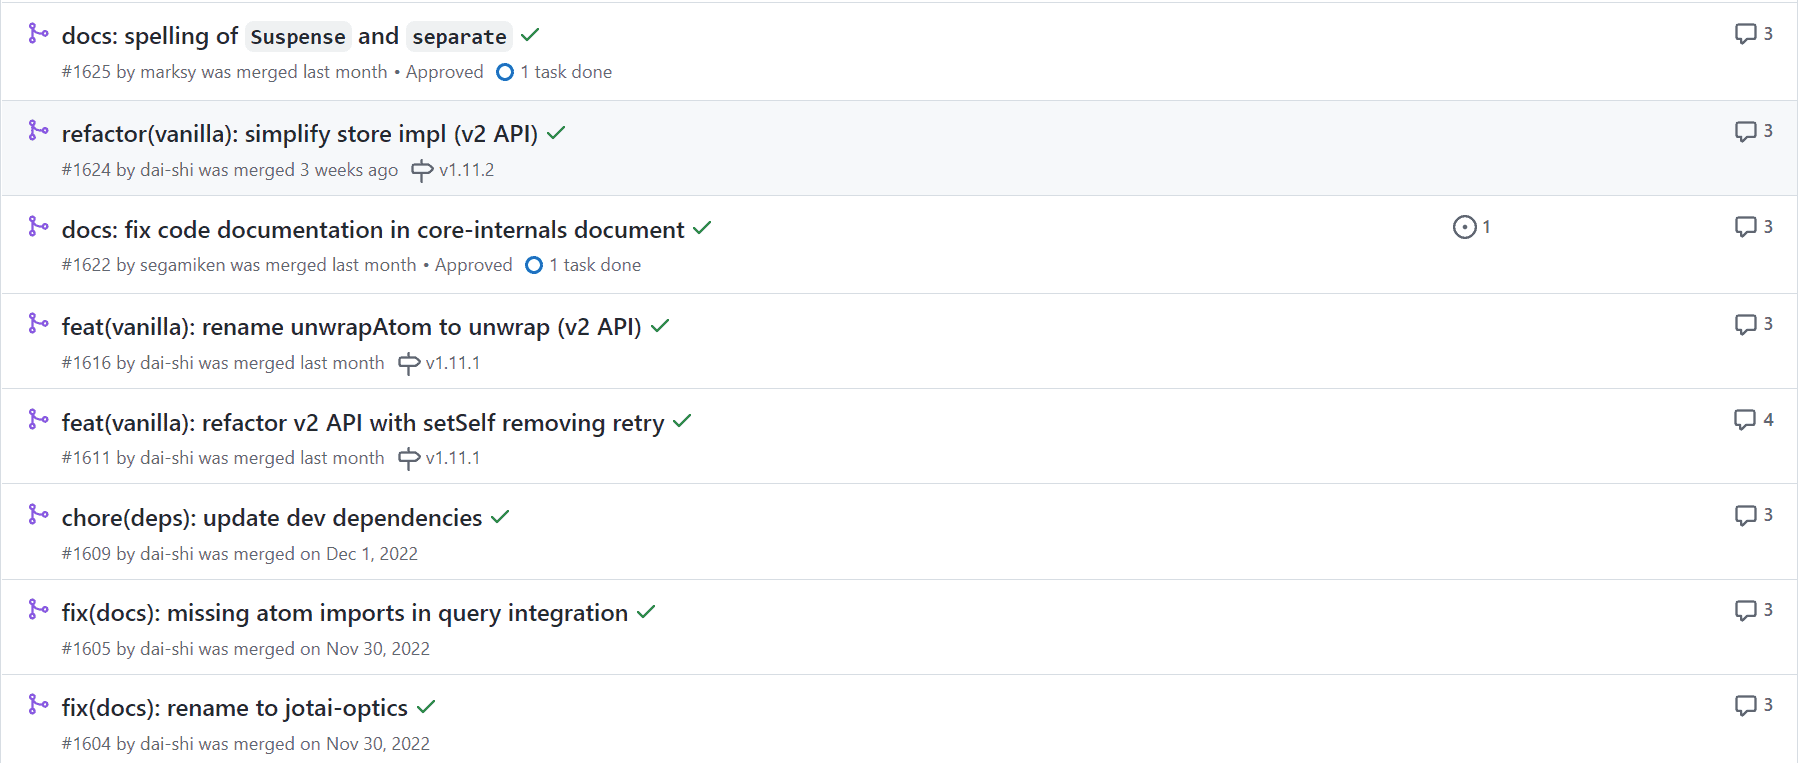 docs: spelling of Suspense and separate
3
#1625 by marksy was merged last month • Approved 1 task done
refactor(vanilla): simplify store impl (v2 API)
3
#1624 by dai-shi was merged 3 weeks ago v1.11.2
docs: fix code documentation in core-internals document
1
3
#1622 by segamiken was merged last month • Approved 1 task done
feat(vanilla): rename unwrapAtom to unwrap (v2 API)
3
#1616 by dai-shi was merged last month v1.11.1
feat(vanilla): refactor v2 API with setSelf removing retry
4
#1611 by dai-shi was merged last month v1.11.1
chore(deps): update dev dependencies
3
#1609 by dai-shi was merged on Dec 1, 2022
fix(docs): missing atom imports in query integration
3
#1605 by dai-shi was merged on Nov 30, 2022
fix(docs): rename to jotai-optics
3
#1604 by dai-shi was merged on Nov 30, 2022